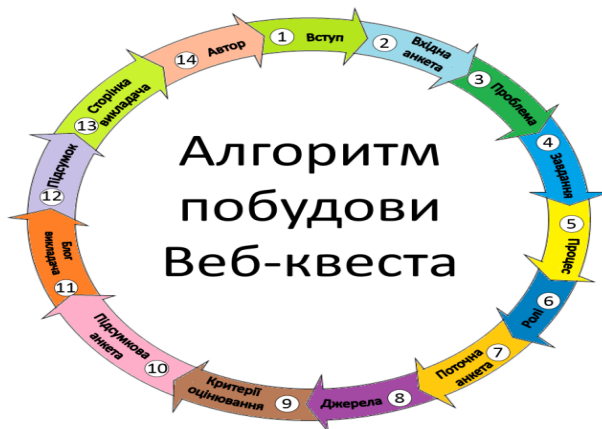 Алгоритм
побудови
Веб-квеста
1 Вступ
2 Вхідна
анкета
3 Проблема
4 Завдання
5 Процес
6 Ролі
7 Поточна
анкета
8 Джерела
9 Критерії
оцінювання
10 Підсумкова
анкета
11 Блог
викладача
12 Підсумок
13 Сторінка
викладача
14 Автор